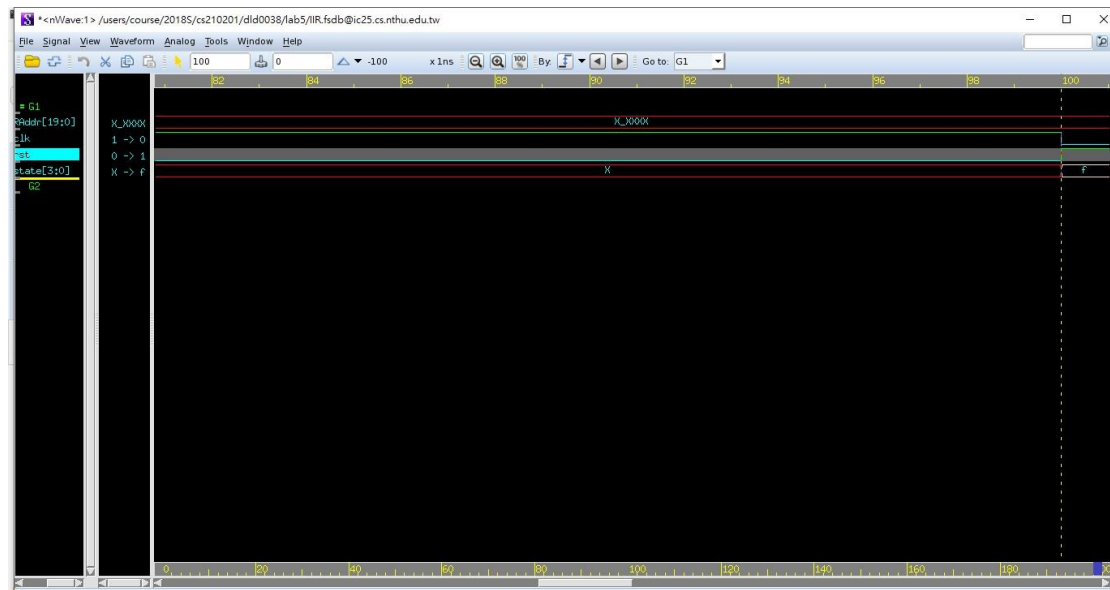 *<nWave:1> /users/course/2018S/cs210201/dld0038/lab5/IIR.fsdb@ic25.cs.nthu.edu.tw
File Signal View Waveform Analog Tools Window Help
100 0 -100 x 1ns 100 By: Go to: G1
82 84 86 88 90 92 94 96 98 100
= G1
RAddr[19:0] X_XXXX X_XXXX
clk 1 -> 0
rst 0 -> 1
state[3:0] X -> f X f
G2
0 20 40 60 80 100 120 140 160 180